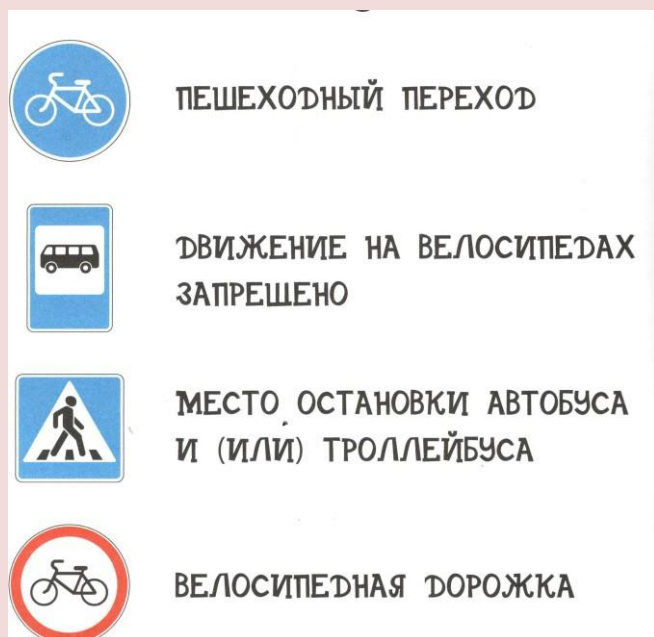 ПЕШЕХОДНЫЙ ПЕРЕХОД
ДВИЖЕНИЕ НА ВЕЛОСИПЕДАХ
ЗАПРЕЩЕНО
МЕСТО ОСТАНОВКИ АВТОБУСА
И (ИЛИ) ТРОЛЛЕЙБУСА
ВЕЛОСИПЕДНАЯ ДОРОЖКА